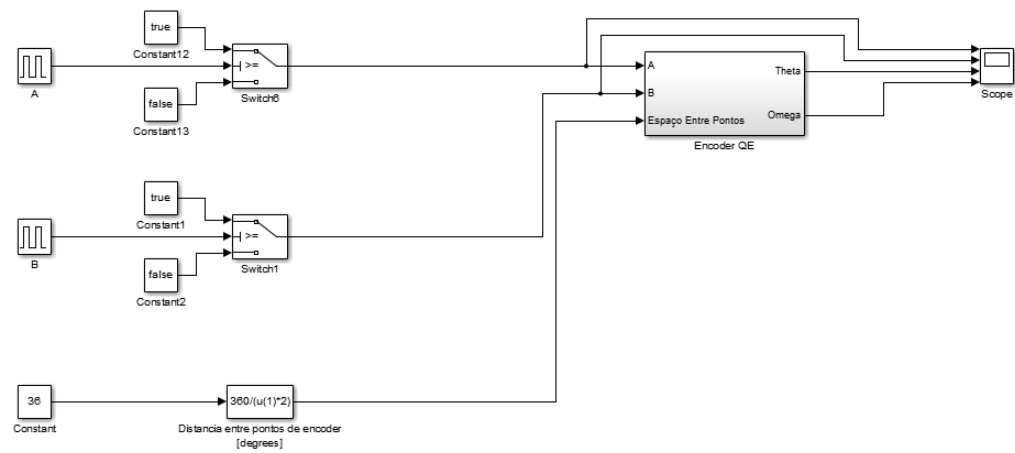 true
Constant12
A
>=
Switch6
false
Constant13
A
B
Espaço Entre Pontos
Theta
Omega
Encoder QE
Scope
true
Constant1
B
>=
Switch1
false
Constant2
36
Constant
360/(u(1)*2)
Distancia entre pontos de encoder
[degrees]